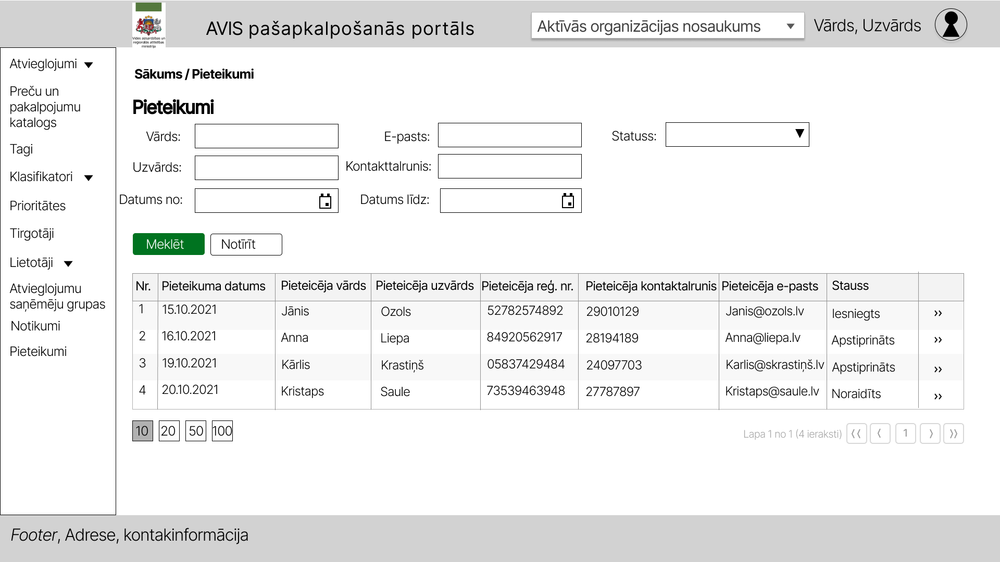 Vides aizsardzības un
reģionālās attīstības
ministrija
AVIS pašapkalpošanās portāls
Aktīvās organizācijas nosaukums
Vārds, Uzvārds
Atvieglojumi
Preču un
pakalpojumu
katalogs
Tagi
Klasifikatori
Prioritātes
Tirgotāji
Lietotāji
Atvieglojumu
saņēmēju grupas
Notikumi
Pieteikumi
Sākums / Pieteikumi
Pieteikumi
Vārds: E-pasts: Statuss:
Uzvārds: Kontakttalrunis:
Datums no: Datums līdz:
Meklēt Notīrīt
Nr. Pieteikuma datums Pieteicēja vārds Pieteicēja uzvārds Pieteicēja reģ. nr. Pieteicēja kontaktalrunis Pieteicēja e-pasts Stauss
1 15.10.2021 Jānis Ozols 52782574892 29010129 Janis@ozols.lv Iesniegts ››
2 16.10.2021 Anna Liepa 84920562917 28194189 Anna@liepa.lv Apstiprināts ››
3 19.10.2021 Kārlis Krastiņš 05837429484 24097703 Karlis@skrastiņš.lv Apstiprināts ››
4 20.10.2021 Kristaps Saule 73539463948 27787897 Kristaps@saule.lv Noraidīts ››
10 20 50 100
Lapa 1 no 1 (4 ieraksti) ⟨⟨ ⟨ 1 ⟩ ⟩⟩
Footer, Adrese, kontakinformācija